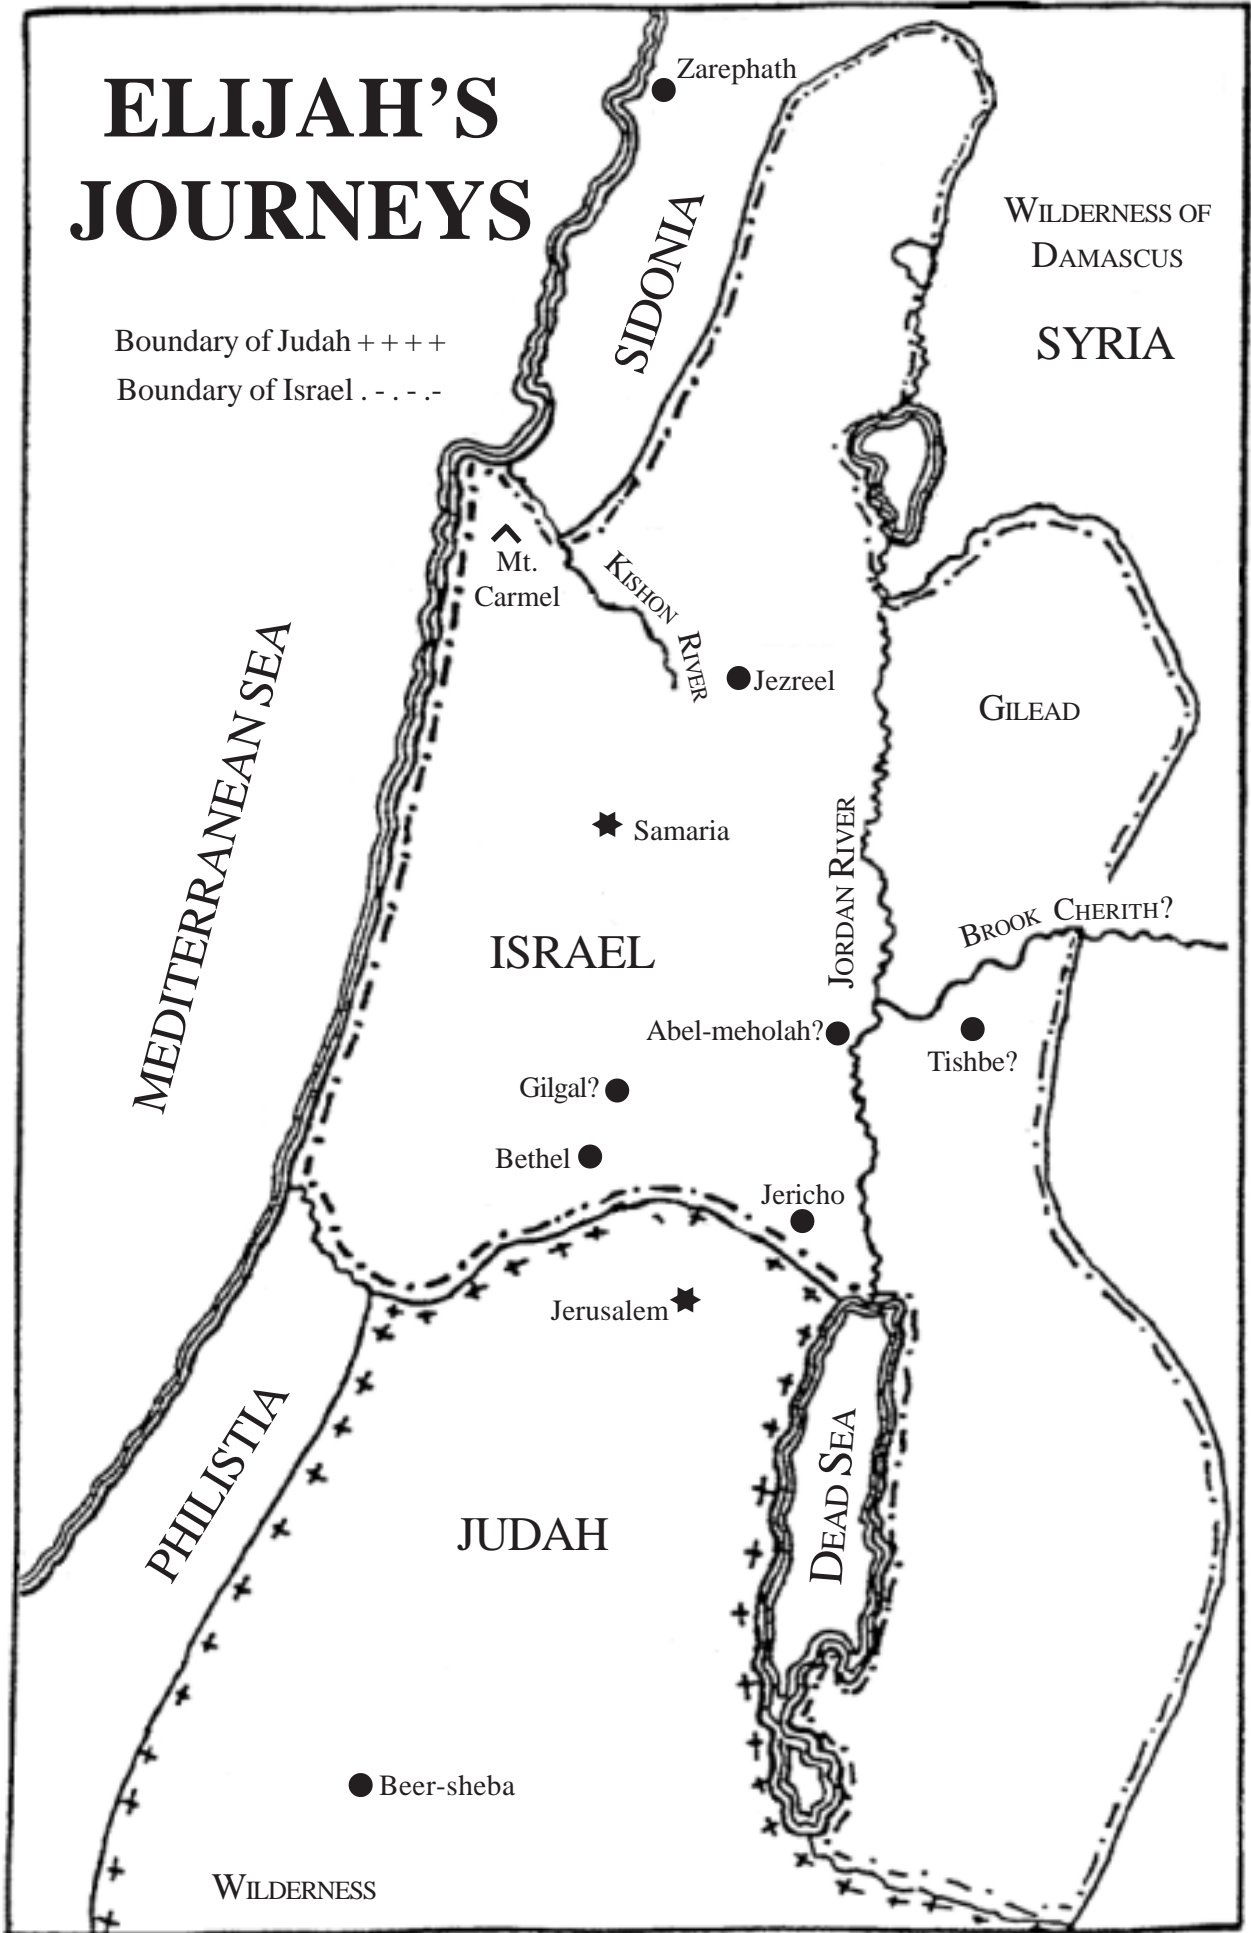 ELIJAH'S
JOURNEYS
Boundary of Judah + + + +
Boundary of Israel . - . - .-
Zarephath
SIDONIA
WILDERNESS OF
DAMASCUS
SYRIA
Mt.
Carmel
KISHON RIVER
Jezreel
GILEAD
MEDITERRANEAN SEA
Samaria
JORDAN RIVER
BROOK CHERITH?
ISRAEL
Abel-meholah?
Tishbe?
Gilgal?
Bethel
Jericho
Jerusalem
PHILISTIA
DEAD SEA
JUDAH
Beer-sheba
WILDERNESS